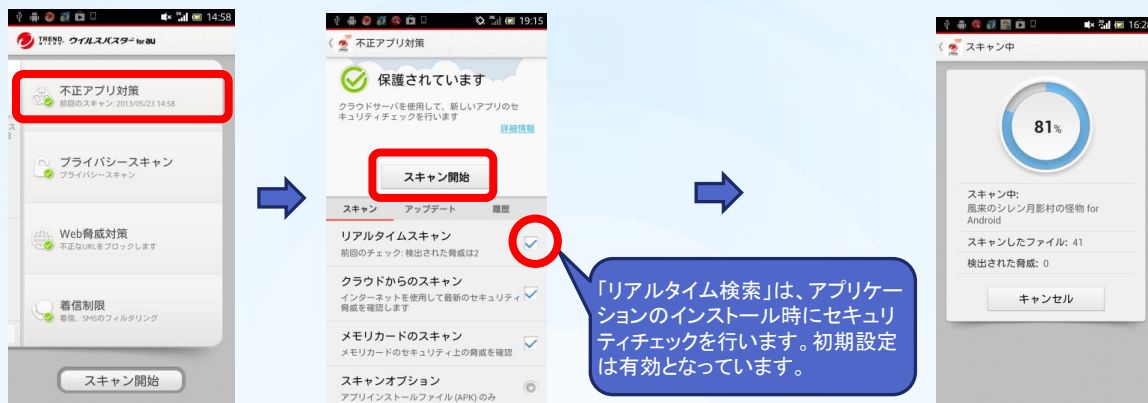 14:58
TREND MICRO ウイルスバスター for au
不正アプリ対策
前回のスキャン: 2013/05/23 14:58
プライバシースキャン
プライバシースキャン
Web脅威対策
不正なURLをブロックします
着信制限
着信、SMSのフィルタリング
スキャン開始
19:15
不正アプリ対策
保護されています
クラウドサーバを使用して、新しいアプリのセ
キュリティチェックを行います
詳細情報
スキャン開始
スキャン
アップデート
履歴
リアルタイムスキャン
前回のチェック: 検出された脅威は2
クラウドからのスキャン
インターネットを使用して最新のセキュリティ
脅威を確認します
メモリカードのスキャン
メモリカードのセキュリティ上の脅威を確認
スキャンオプション
アプリインストールファイル (APK) のみ
「リアルタイム検索」は、アプリケー
ションのインストール時にセキュリ
ティチェックを行います。初期設定
は有効となっています。
スキャン中
81%
スキャン中:
風来のシレン月影村の怪物 for
Android
スキャンしたファイル: 41
検出された脅威: 0
キャンセル